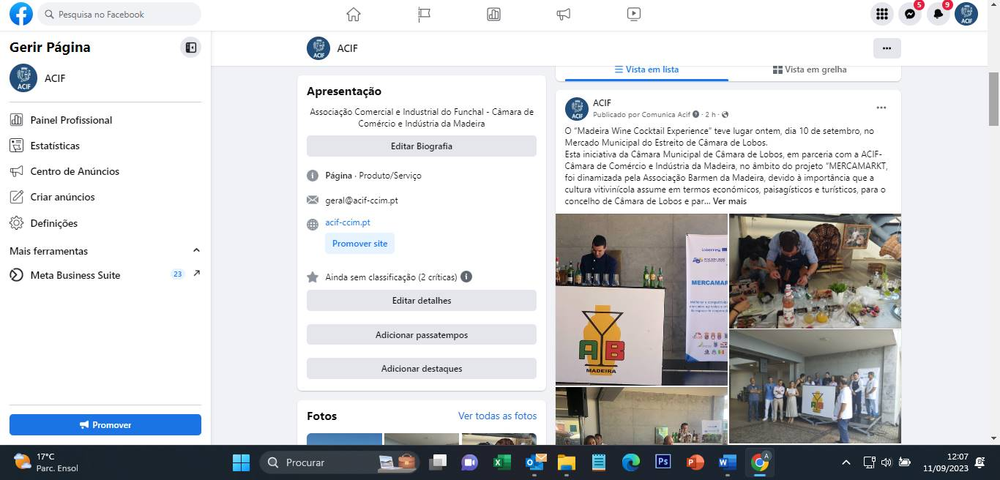 Pesquisa no Facebook
5
9
ACIF
Gerir Página
ACIF
ACIF
Painel Profissional
Estatísticas
Centro de Anúncios
Criar anúncios
Definições
Mais ferramentas
Meta Business Suite
23
Promover
ACIF
ACIF
...
Apresentação
Associação Comercial e Industrial do Funchal - Câmara de
Comércio e Indústria da Madeira
Editar Biografia
Página · Produto/Serviço
geral@acif-ccim.pt
acif-ccim.pt
Promover site
Ainda sem classificação (2 críticas)
Editar detalhes
Adicionar passatempos
Adicionar destaques
Fotos
Ver todas as fotos
Vista em lista
Vista em grelha
ACIF
ACIF
Publicado por Comunica Acif · 2 h ·
O “Madeira Wine Cocktail Experience” teve lugar ontem, dia 10 de setembro, no
Mercado Municipal do Estreito de Câmara de Lobos.
Esta iniciativa da Câmara Municipal de Câmara de Lobos, em parceria com a ACIF-
Câmara de Comércio e Indústria da Madeira, no âmbito do projeto “MERCAMARKT,
foi dinamizada pela Associação Barmen da Madeira, devido à importância que a
cultura vitivinícola assume em termos económicos, paisagísticos e turísticos, para o
concelho de Câmara de Lobos e par... Ver mais
interreg
MERCAMAR
A B
MADEIRA
A B
17°C
Parc. Ensol
Procurar
Ps
A
12:07
11/09/2023